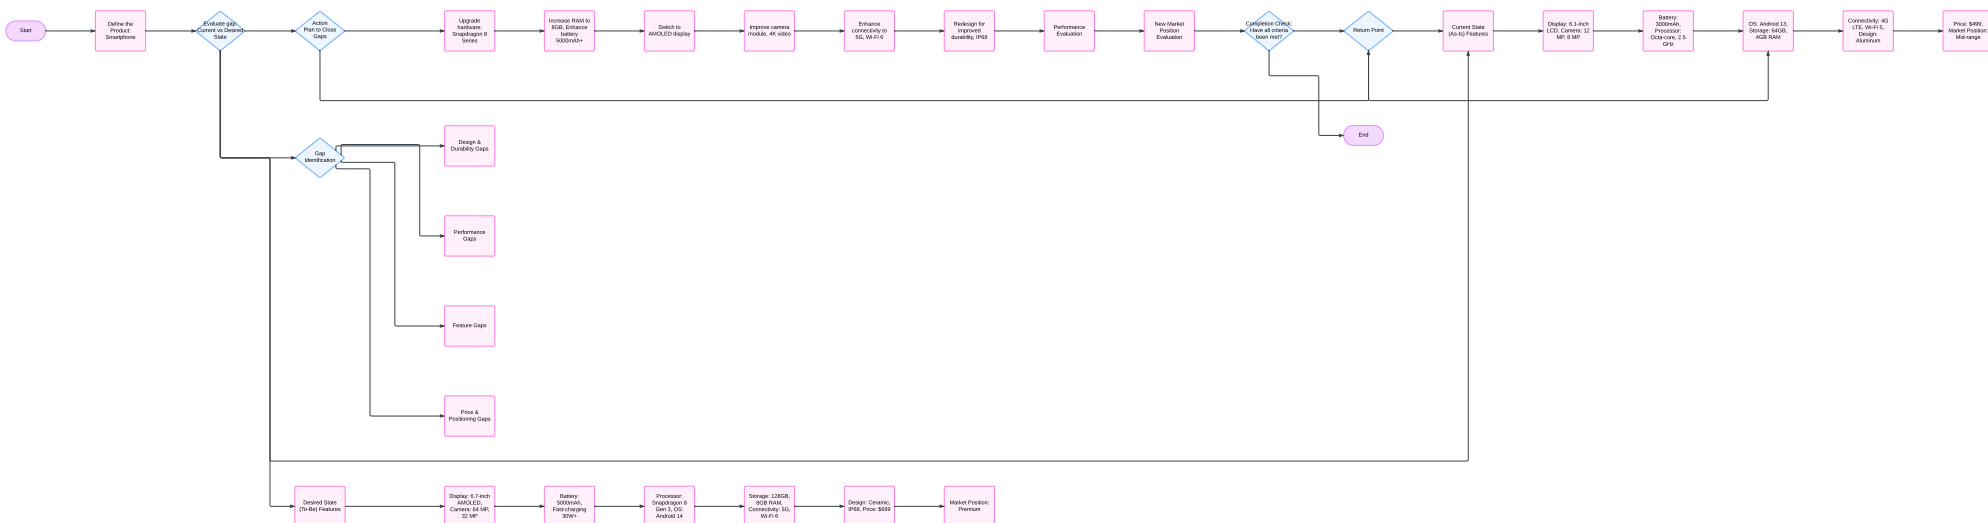 Start
Define the
Product:
Smartphone
Evaluate gap:
Current vs Desired
State
Action
Plan to Close
Gaps
Upgrade
hardware:
Snapdragon 8
Series
Increase RAM to
8GB, Enhance
battery
5000mAh+
Switch to
AMOLED display
Improve camera
module, 4K video
Enhance
connectivity to
5G, Wi-Fi 6
Redesign for
improved
durability, IP68
Performance
Evaluation
New Market
Position
Evaluation
Completion Check:
Have all criteria
been met?
Return Point
Current State
(As-Is) Features
Display: 6.1-inch
LCD, Camera: 12
MP, 8 MP
Battery:
3000mAh,
Processor:
Octa-core, 2.5
GHz
OS: Android 13,
Storage: 64GB,
4GB RAM
Connectivity: 4G
LTE, Wi-Fi 5,
Design:
Aluminum
Price: $499,
Market Position:
Mid-range
End
Gap
Identification
Design &
Durability Gaps
Performance
Gaps
Feature Gaps
Price &
Positioning Gaps
Desired State
(To-Be) Features
Display: 6.7-inch
AMOLED,
Camera: 64 MP,
32 MP
Battery:
5000mAh,
Fast-charging
30W+
Processor:
Snapdragon 8
Gen 3, OS:
Android 14
Storage: 128GB,
8GB RAM,
Connectivity: 5G,
Wi-Fi 6
Design: Ceramic,
IP68, Price: $699
Market Position:
Premium